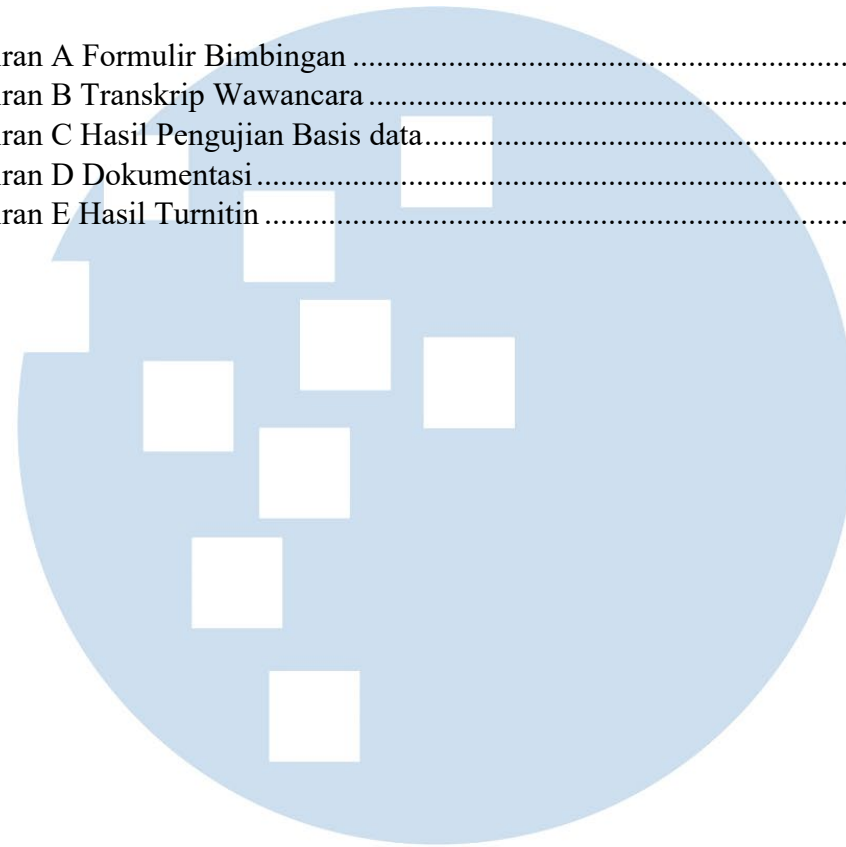 ran A Formulir Bimbingan ........................................................................
ran B Transkrip Wawancara ......................................................................
ran C Hasil Pengujian Basis data...............................................................
ran D Dokumentasi ...................................................................................
ran E Hasil Turnitin ..................................................................................